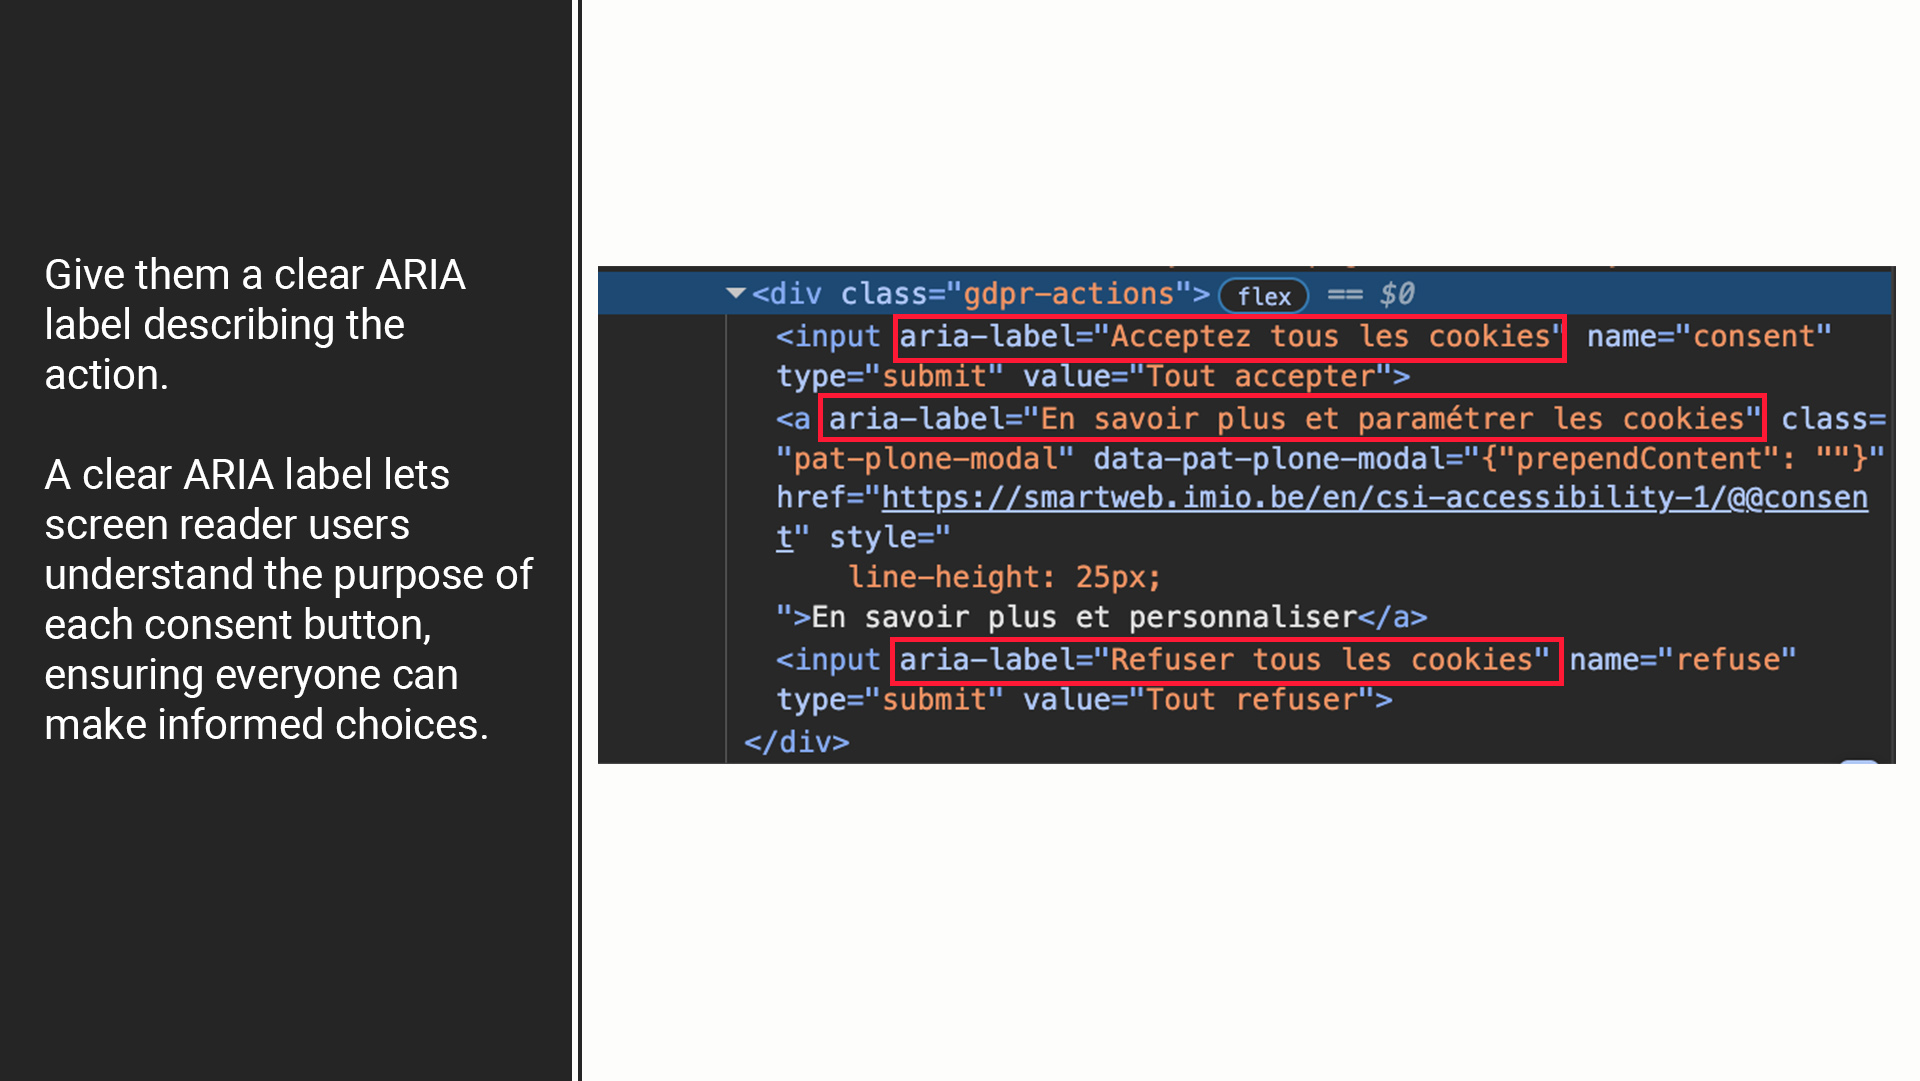 Give them a clear ARIA
label describing the
action.
A clear ARIA label lets
screen reader users
understand the purpose of
each consent button,
ensuring everyone can
make informed choices.
<div class="gdpr-actions"> flex == $0
<input aria-label="Acceptez tous les cookies" name="consent"
type="submit" value="Tout accepter">
<a aria-label="En savoir plus et paramétrer les cookies" class=
"pat-plone-modal" data-pat-plone-modal="{"prependContent": ""}"
href="https://smartweb.imio.be/en/csi-accessibility-1/@@consen
t" style="
line-height: 25px;
">En savoir plus et personnaliser</a>
<input aria-label="Refuser tous les cookies" name="refuse"
type="submit" value="Tout refuser">
</div>